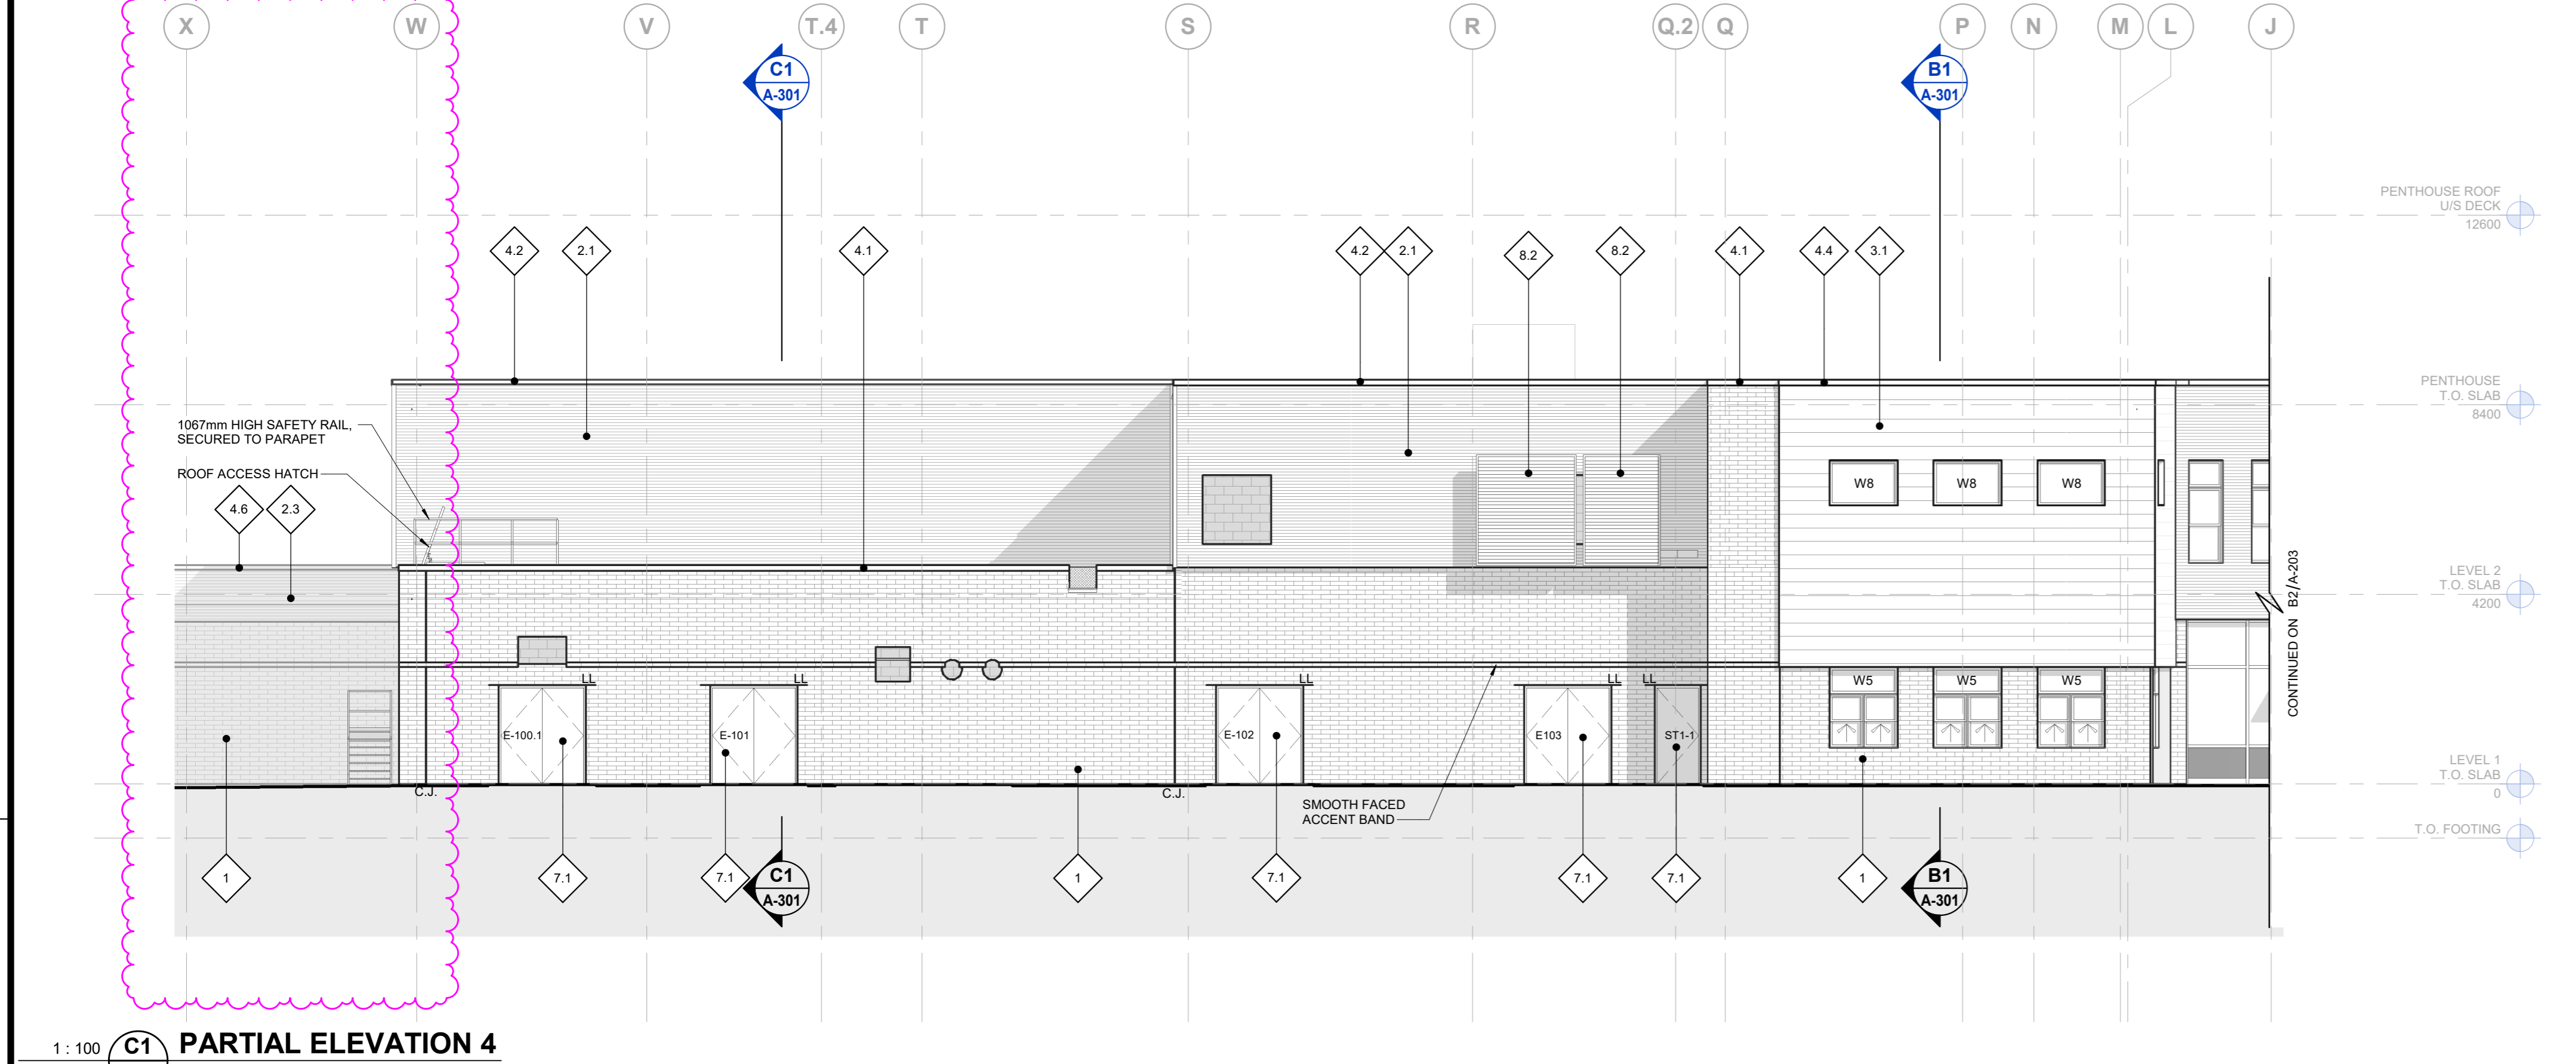 X W V T.4 T S R Q.2 Q P N M L J
C1
A-301
B1
A-301
PENTHOUSE ROOF
U/S DECK
12600
4.2 2.1 4.1 4.2 2.1 8.2 8.2 4.1 4.4 3.1
PENTHOUSE
T.O. SLAB
8400
1067mm HIGH SAFETY RAIL,
SECURED TO PARAPET
ROOF ACCESS HATCH
4.6 2.3
W8 W8 W8
CONTINUED ON B2/A-203
LEVEL 2
T.O. SLAB
4200
LL LL LL LL LL W5 W5 W5
E-100.1 E-101 E-102 E103 ST1-1
LEVEL 1
T.O. SLAB
0
C.J. C.J.
SMOOTH FACED
ACCENT BAND
T.O. FOOTING
1 7.1 7.1 1 7.1 7.1 7.1 1
C1
A-301
B1
A-301
1 : 100 C1 PARTIAL ELEVATION 4